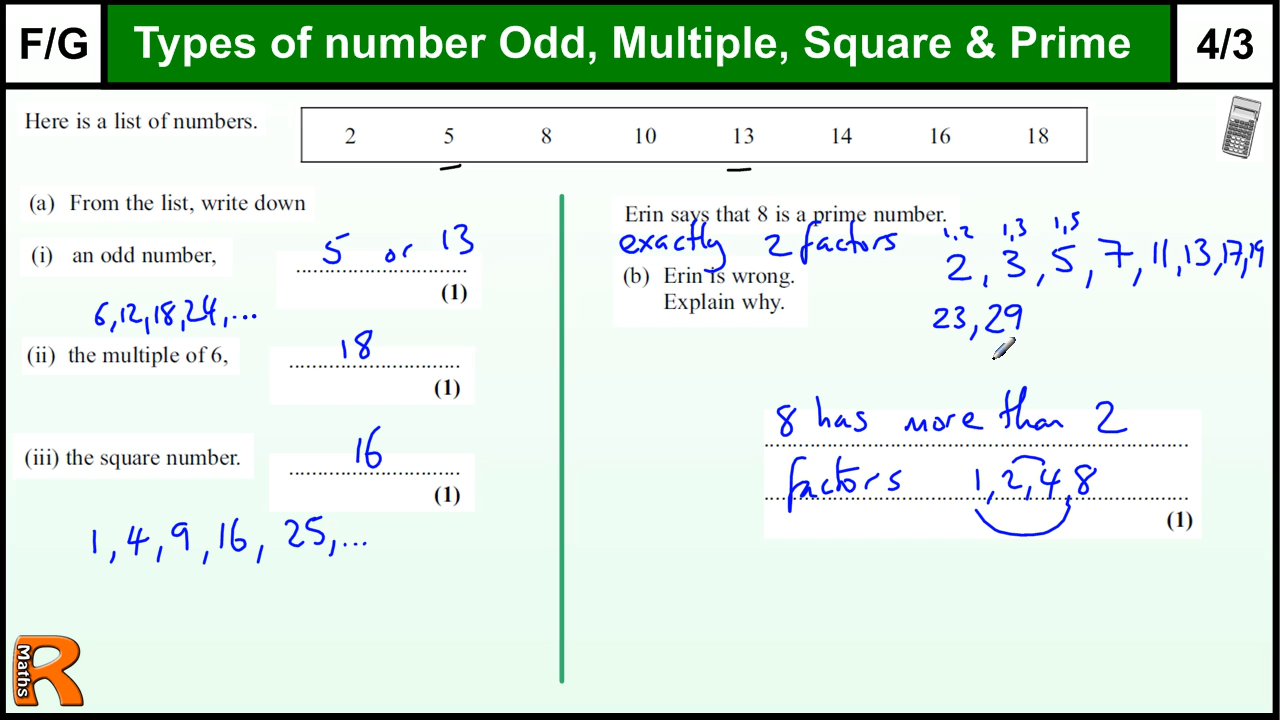 F/G Types of number Odd, Multiple, Square & Prime 4/3
Here is a list of numbers.
2 5 8 10 13 14 16 18
(a) From the list, write down
(i) an odd number,
5 or 13
(1)
6,12,18,24,...
(ii) the multiple of 6,
18
(1)
(iii) the square number.
16
(1)
1, 4, 9, 16, 25,...
Erin says that 8 is a prime number.
exactly 2 factors
1,2 1,3 1,5
2, 3, 5, 7, 11, 13, 17, 19
23, 29
(b) Erin is wrong.
Explain why.
8 has more than 2
factors 1, 2, 4, 8
(1)
R
Maths